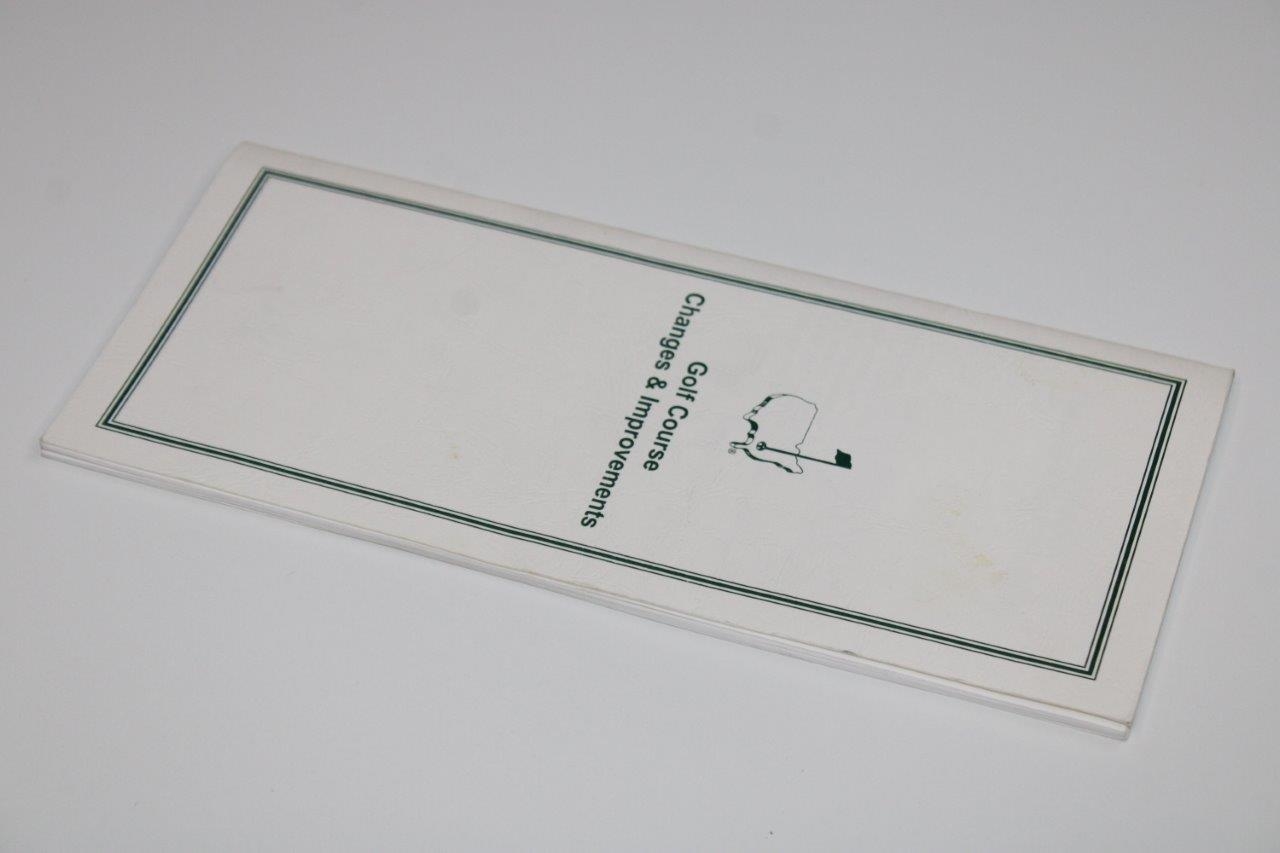 ®
Golf Course
Changes & Improvements